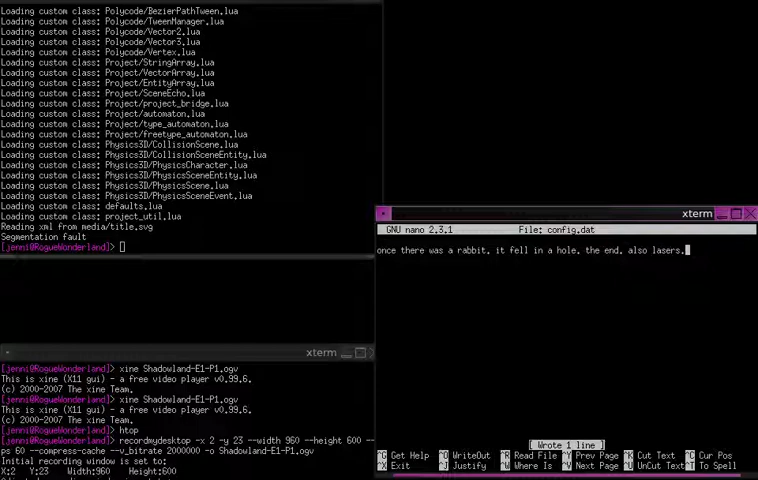 Loading custom class: Polycode/BezierPathTween.lua
Loading custom class: Polycode/TweenManager.lua
Loading custom class: Polycode/Vector2.lua
Loading custom class: Polycode/Vector3.lua
Loading custom class: Polycode/Vertex.lua
Loading custom class: Project/StringArray.lua
Loading custom class: Project/VectorArray.lua
Loading custom class: Project/EntityArray.lua
Loading custom class: Project/SceneEcho.lua
Loading custom class: Project/project_bridge.lua
Loading custom class: Project/automaton.lua
Loading custom class: Project/type_automaton.lua
Loading custom class: Project/freetype_automaton.lua
Loading custom class: Physics3D/CollisionScene.lua
Loading custom class: Physics3D/CollisionSceneEntity.lua
Loading custom class: Physics3D/PhysicsCharacter.lua
Loading custom class: Physics3D/PhysicsSceneEntity.lua
Loading custom class: Physics3D/PhysicsScene.lua
Loading custom class: Physics3D/PhysicsSceneEvent.lua
Loading custom class: defaults.lua
Loading custom class: project_util.lua
Reading xml from media/title.svg
Segmentation fault
[jenni@RogueWonderland>
xterm
[jenni@RogueWonderland> xine Shadowland-E1-P1.ogv
This is xine (X11 gui) - a free video player v0.99.6.
(c) 2000-2007 The xine Team.
[jenni@RogueWonderland> xine Shadowland-E1-P1.ogv
This is xine (X11 gui) - a free video player v0.99.6.
(c) 2000-2007 The xine Team.
[jenni@RogueWonderland> htop
[jenni@RogueWonderland> recordmydesktop -x 2 -y 23 --width 960 --height 600 --
ps 60 --compress-cache --v_bitrate 2000000 -o Shadowland-E1-P1.ogv
Initial recording window is set to:
X:2 Y:23 Width:960 Height:600
xterm
GNU nano 2.3.1 File: config.dat
once there was a rabbit. it fell in a hole. the end. also lasers.
[ Wrote 1 line ]
^G Get Help ^O WriteOut ^R Read File ^Y Prev Page ^K Cut Text ^C Cur Pos
^X Exit ^J Justify ^W Where Is ^V Next Page ^U UnCut Text ^T To Spell